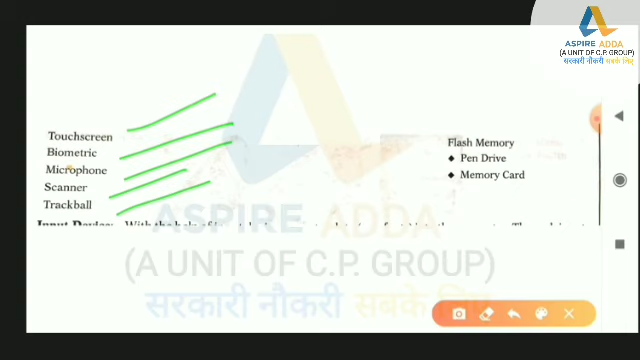 ASPIRE ADDA
(A UNIT OF C.P. GROUP)
सरकारी नौकरी सबके लिए
Touchscreen
Biometric
Microphone
Scanner
Trackball
Flash Memory
◆ Pen Drive
◆ Memory Card
ASPIRE ADDA
(A UNIT OF C.P. GROUP)
सरकारी नौकरी सबके लिए